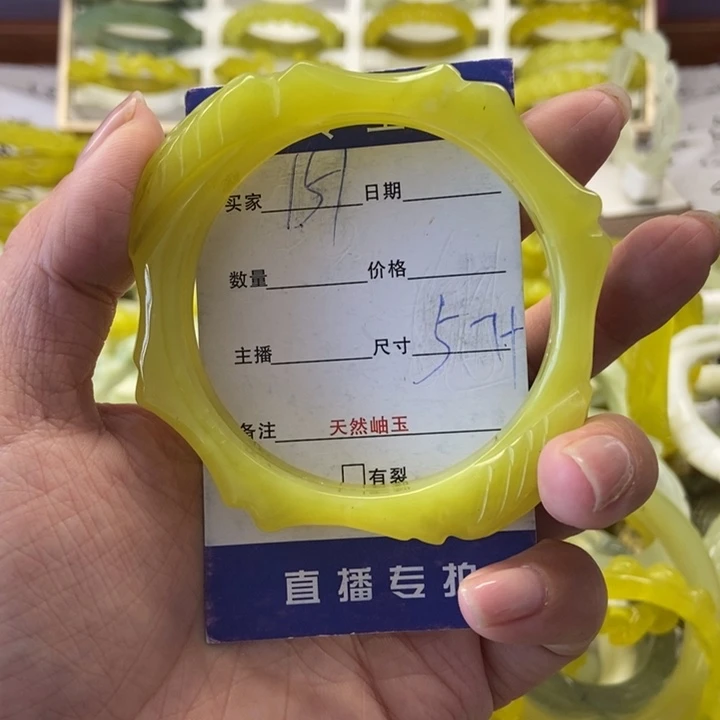 买家 151 日期
数量 价格
主播 尺寸 57+
备注 天然岫玉
有裂
直播专拍